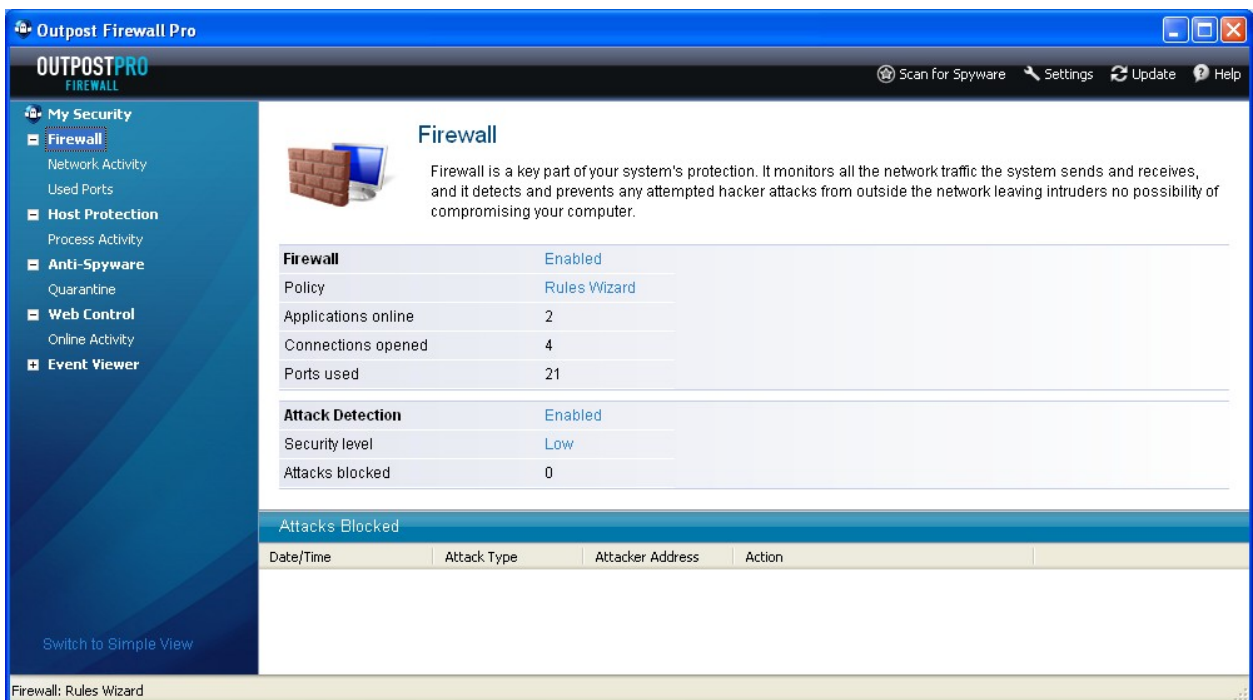 Outpost Firewall Pro
OUTPOSTPRO
FIREWALL
Scan for Spyware Settings Update Help
My Security
Firewall
Network Activity
Used Ports
Host Protection
Process Activity
Anti-Spyware
Quarantine
Web Control
Online Activity
Event Viewer
Switch to Simple View
Firewall
Firewall is a key part of your system's protection. It monitors all the network traffic the system sends and receives,
and it detects and prevents any attempted hacker attacks from outside the network leaving intruders no possibility of
compromising your computer.
Firewall Enabled
Policy Rules Wizard
Applications online 2
Connections opened 4
Ports used 21
Attack Detection Enabled
Security level Low
Attacks blocked 0
Attacks Blocked
Date/Time Attack Type Attacker Address Action
Firewall: Rules Wizard